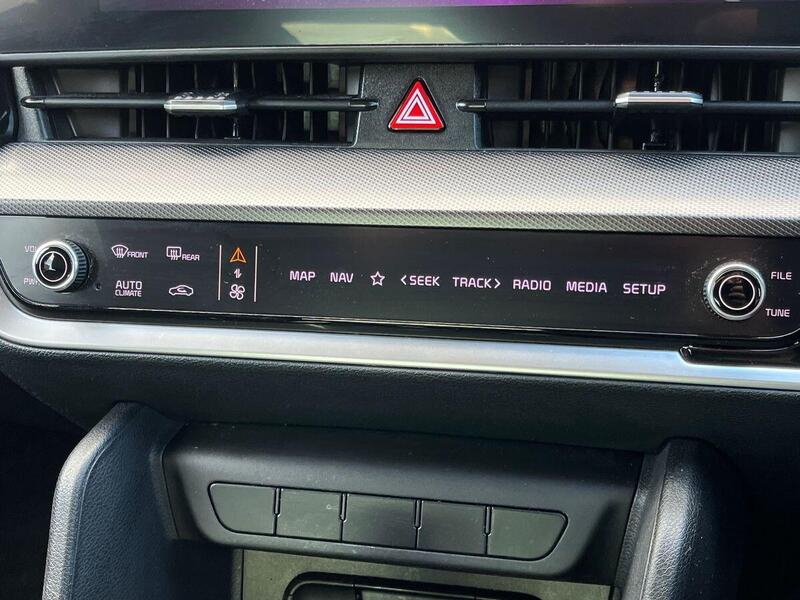 VOL
PWR
FRONT
REAR
AUTO
CLIMATE
MAP NAV <SEEK TRACK> RADIO MEDIA SETUP
FILE
TUNE